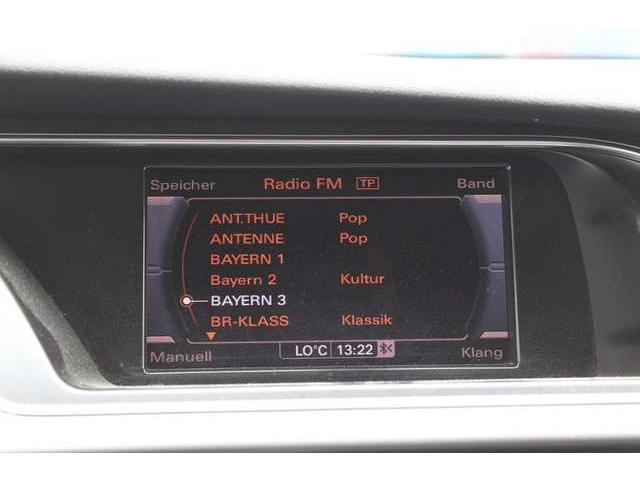 Speicher Radio FM TP Band
ANT.THUE Pop
ANTENNE Pop
BAYERN 1
Bayern 2 Kultur
BAYERN 3
BR-KLASS Klassik
Manuell LO°C 13:22 Klang